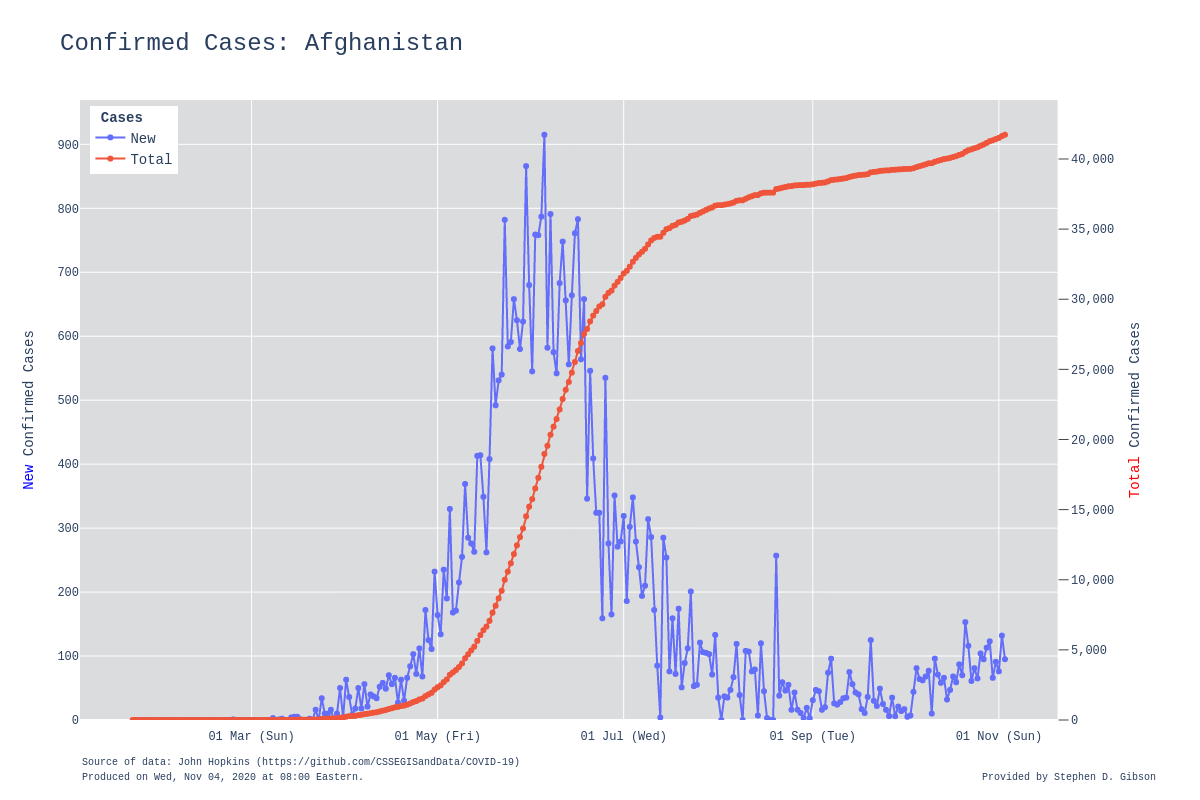 Confirmed Cases: Afghanistan
Cases
New
Total
900
800
700
600
500
400
300
200
100
0
New Confirmed Cases
40,000
35,000
30,000
25,000
20,000
15,000
10,000
5,000
0
Total Confirmed Cases
01 Mar (Sun)
01 May (Fri)
01 Jul (Wed)
01 Sep (Tue)
01 Nov (Sun)
Source of data: John Hopkins (https://github.com/CSSEGISandData/COVID-19)
Produced on Wed, Nov 04, 2020 at 08:00 Eastern.
Provided by Stephen D. Gibson